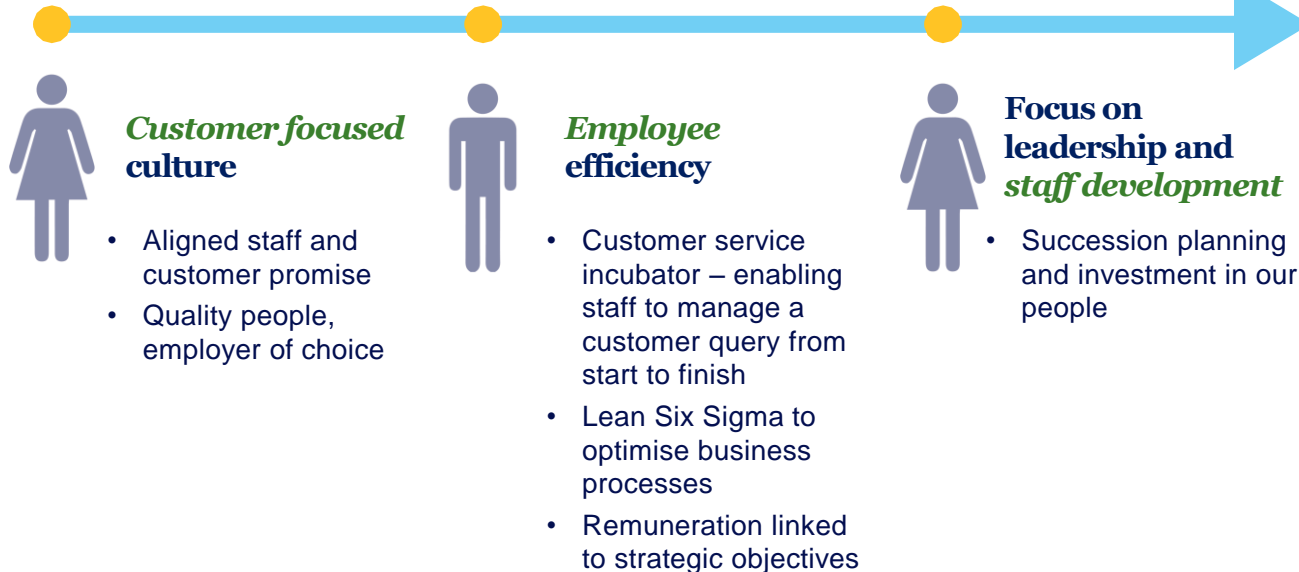 Customer focused
culture
• Aligned staff and
customer promise
• Quality people,
employer of choice
Employee
efficiency
• Customer service
incubator – enabling
staff to manage a
customer query from
start to finish
• Lean Six Sigma to
optimise business
processes
• Remuneration linked
to strategic objectives
Focus on
leadership and
staff development
• Succession planning
and investment in our
people